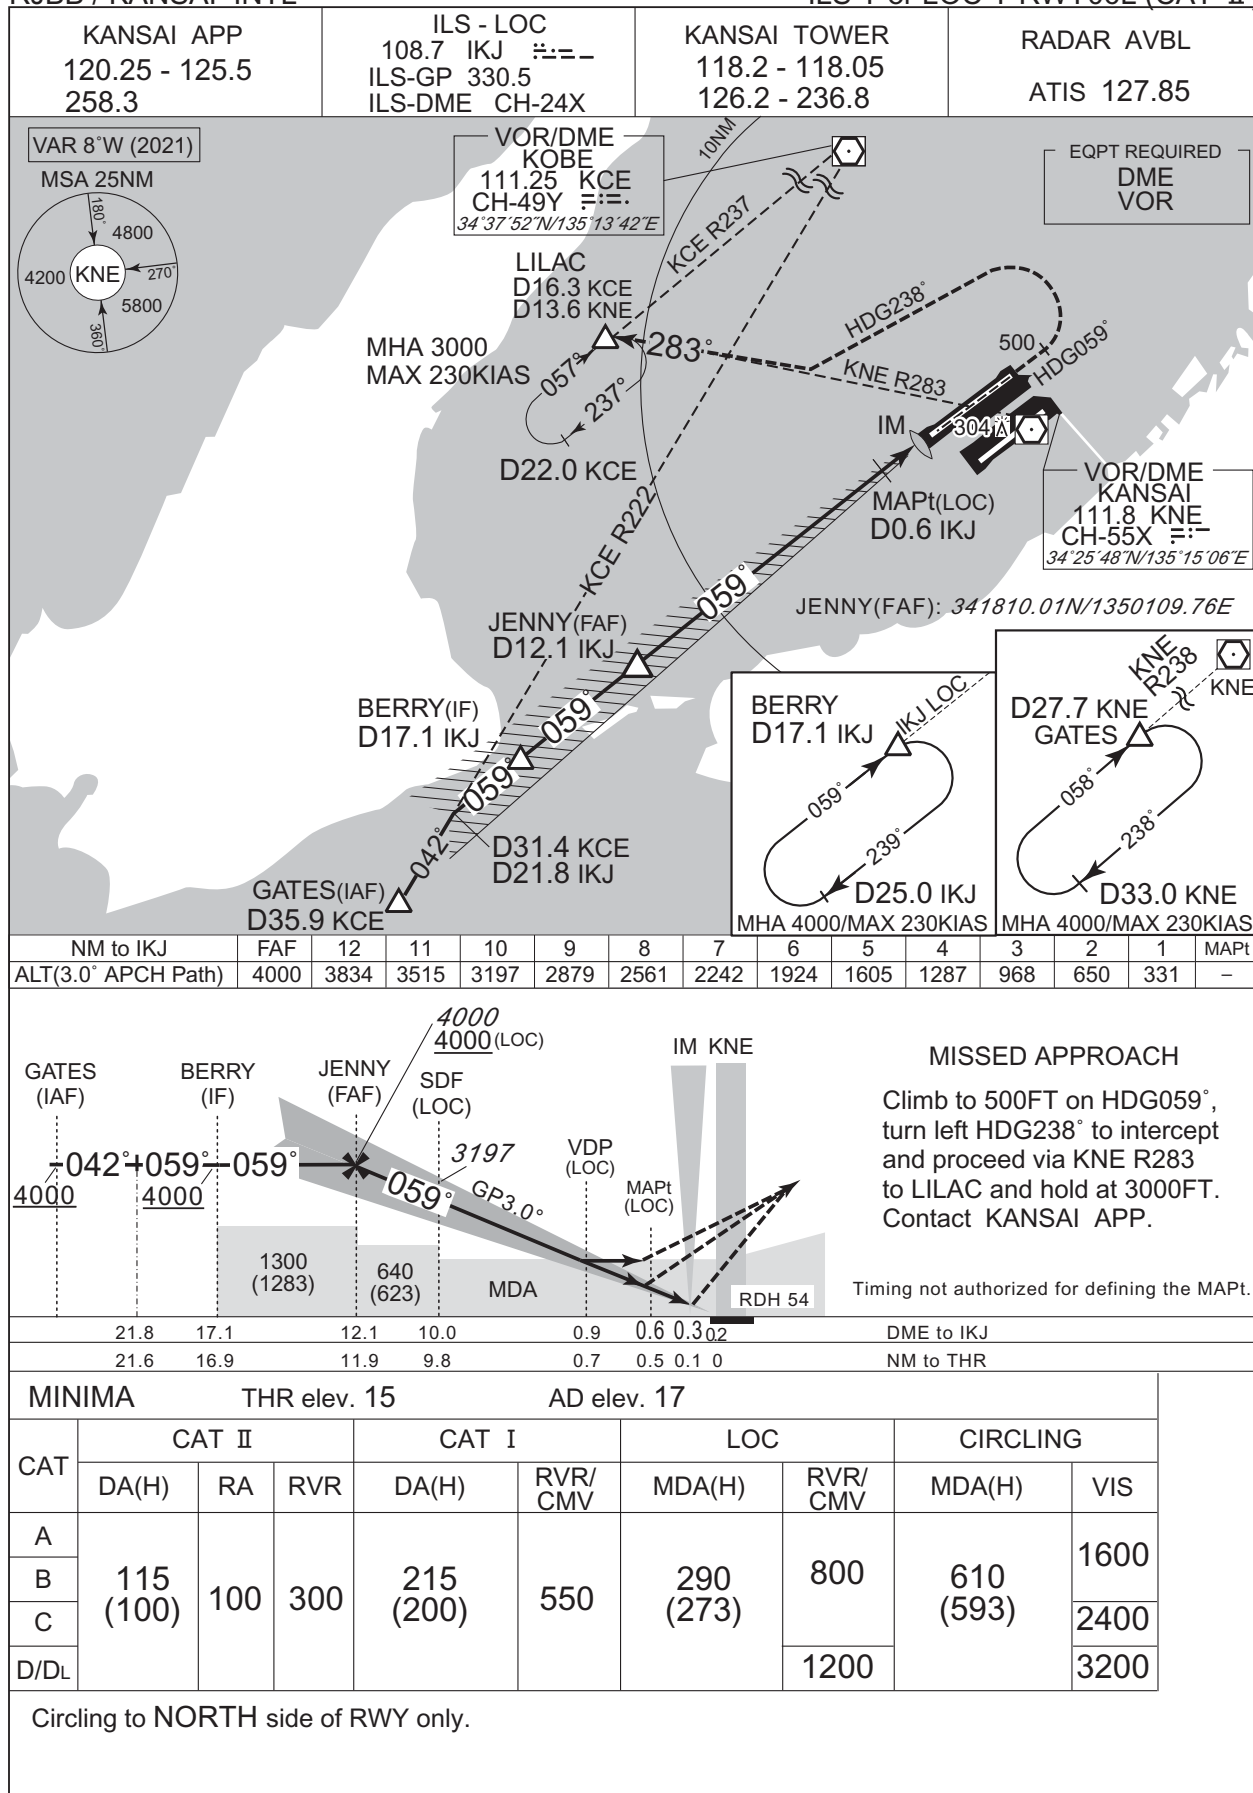 RJBB / KANSAI INTL
ILS Y or LOC Y RWY06L (CAT Ⅱ)
KANSAI APP
120.25 - 125.5
258.3
ILS - LOC
108.7 IKJ
ILS-GP 330.5
ILS-DME CH-24X
KANSAI TOWER
118.2 - 118.05
126.2 - 236.8
RADAR AVBL
ATIS 127.85
VAR 8°W (2021)
MSA 25NM
180°
4800
4200
KNE
270°
5800
360°
VOR/DME
KOBE
111.25 KCE
CH-49Y
34°37′52″N/135°13′42″E
10NM
EQPT REQUIRED
DME
VOR
LILAC
D16.3 KCE
D13.6 KNE
KCE R237
HDG238°
MHA 3000
MAX 230KIAS
283°
500
HDG059°
057°
237°
KNE R283
IM
304
D22.0 KCE
MAPt(LOC)
D0.6 IKJ
VOR/DME
KANSAI
111.8 KNE
CH-55X
34°25′48″N/135°15′06″E
KCE R222
059°
JENNY(FAF): 341810.01N/1350109.76E
JENNY(FAF)
D12.1 IKJ
059°
BERRY(IF)
D17.1 IKJ
059°
042°
D31.4 KCE
D21.8 IKJ
GATES(IAF)
D35.9 KCE
BERRY
D17.1 IKJ
IKJ LOC
059°
239°
D25.0 IKJ
MHA 4000/MAX 230KIAS
KNE
R238
KNE
D27.7 KNE
GATES
058°
238°
D33.0 KNE
MHA 4000/MAX 230KIAS
NM to IKJ FAF 12 11 10 9 8 7 6 5 4 3 2 1 MAPt
ALT(3.0° APCH Path) 4000 3834 3515 3197 2879 2561 2242 1924 1605 1287 968 650 331 –
4000
4000(LOC)
GATES
(IAF)
BERRY
(IF)
JENNY
(FAF)
SDF
(LOC)
IM KNE
3197
VDP
(LOC)
MAPt
(LOC)
042° 059° 059°
4000
4000
059°
GP3.0°
1300
(1283)
640
(623)
MDA
RDH 54
MISSED APPROACH
Climb to 500FT on HDG059°,
turn left HDG238° to intercept
and proceed via KNE R283
to LILAC and hold at 3000FT.
Contact KANSAI APP.
Timing not authorized for defining the MAPt.
21.8 17.1 12.1 10.0 0.9 0.6 0.3 0.2 DME to IKJ
21.6 16.9 11.9 9.8 0.7 0.5 0.1 0 NM to THR
MINIMA THR elev. 15 AD elev. 17
CAT CAT Ⅱ CAT Ⅰ LOC CIRCLING
DA(H) RA RVR DA(H) RVR/CMV MDA(H) RVR/CMV MDA(H) VIS
A
B
C
D/DL
115
(100)
100
300
215
(200)
550
290
(273)
800
1200
610
(593)
1600
2400
3200
Circling to NORTH side of RWY only.